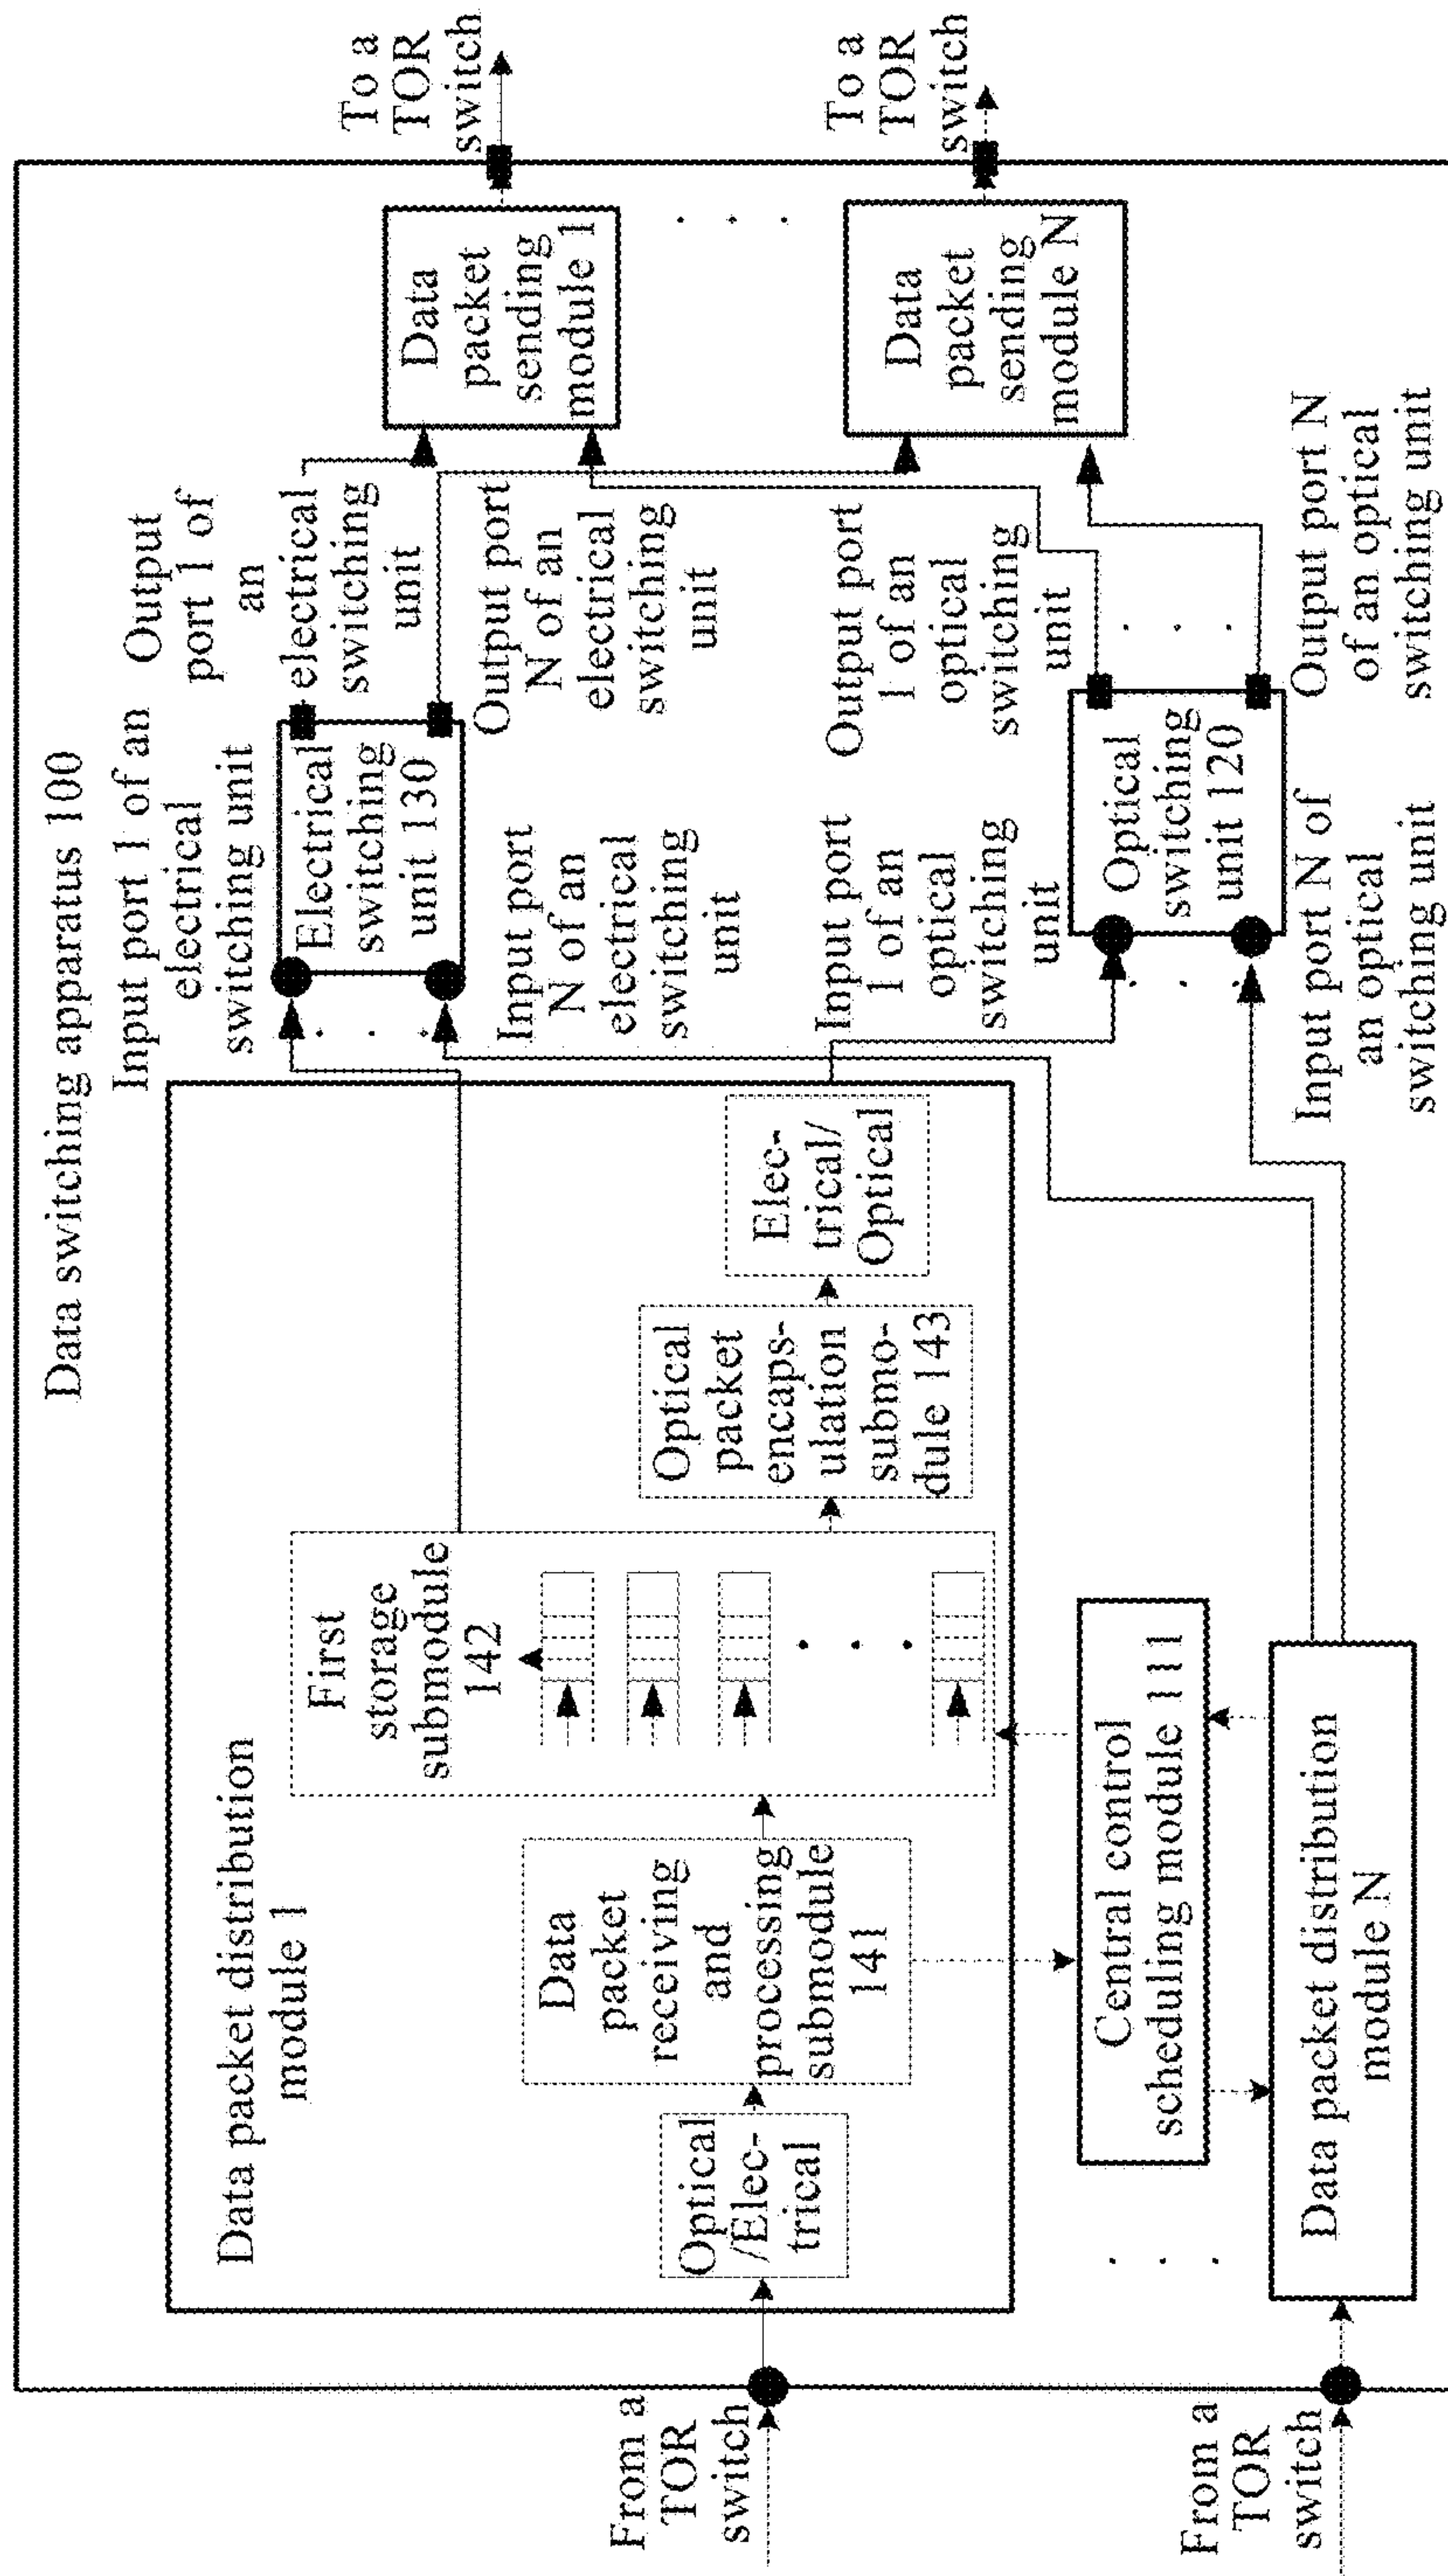 Data switching apparatus 100
Data packet distribution
module 1
From a
TOR
switch
Optical
/Elec-
trical
Data
packet
receiving
and
processing
submodule
141
First
storage
submodule
142
Optical
packet
encaps-
ulation
submo-
dule 143
Elec-
trical/
Optical
Central control
scheduling module 111
From a
TOR
switch
Data packet distribution
module N
Input port 1 of an
electrical
switching unit
Electrical
switching
unit 130
Input port
N of an
electrical
switching
unit
Output
port 1 of
an
electrical
switching
unit
Output port
N of an
electrical
switching
unit
Input port
1 of an
optical
switching
unit
Optical
switching
unit 120
Input port N of
an optical
switching unit
Output port
1 of an
optical
switching
unit
Output port N
of an optical
switching unit
Data
packet
sending
module 1
To a
TOR
switch
Data
packet
sending
module N
To a
TOR
switch